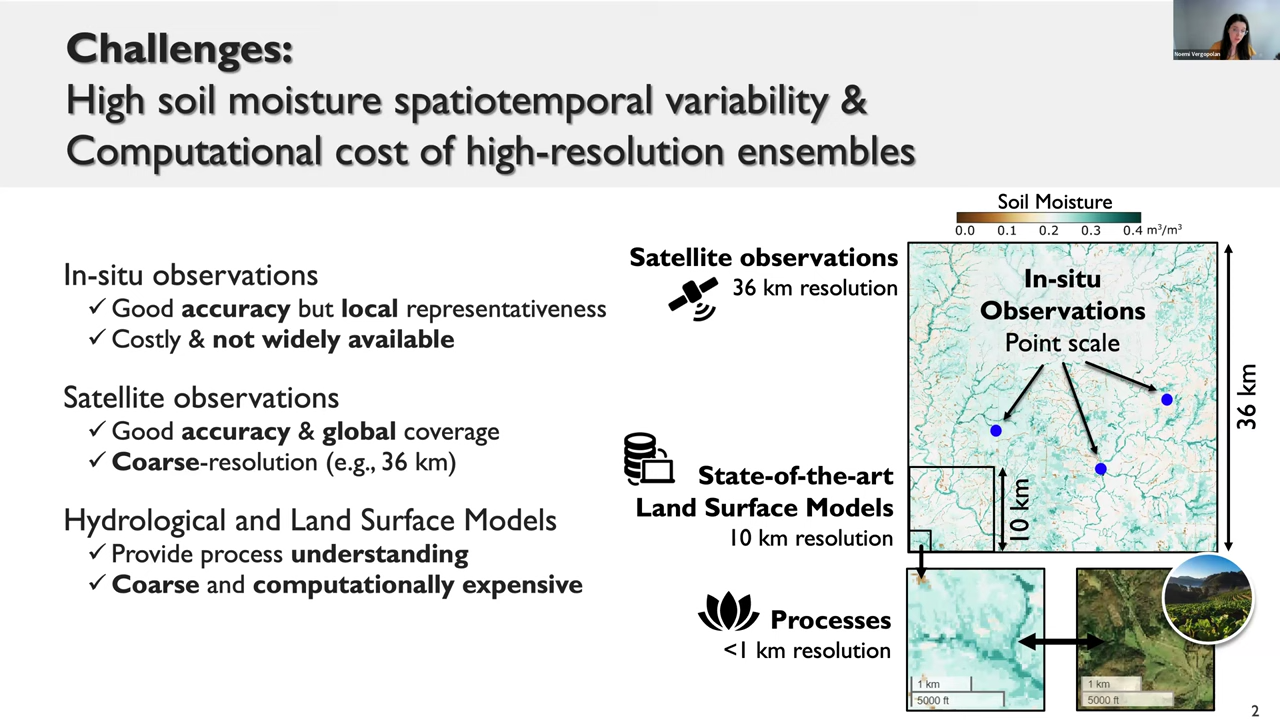 Challenges:
High soil moisture spatiotemporal variability &
Computational cost of high-resolution ensembles
Noemi Vergopolan
In-situ observations
✓ Good accuracy but local representativeness
✓ Costly & not widely available
Satellite observations
✓ Good accuracy & global coverage
✓ Coarse-resolution (e.g., 36 km)
Hydrological and Land Surface Models
✓ Provide process understanding
✓ Coarse and computationally expensive
Soil Moisture
0.0 0.1 0.2 0.3 0.4 m³/m³
Satellite observations
36 km resolution
In-situ
Observations
Point scale
36 km
State-of-the-art
Land Surface Models
10 km resolution
10 km
Processes
<1 km resolution
1 km
5000 ft
1 km
5000 ft
2